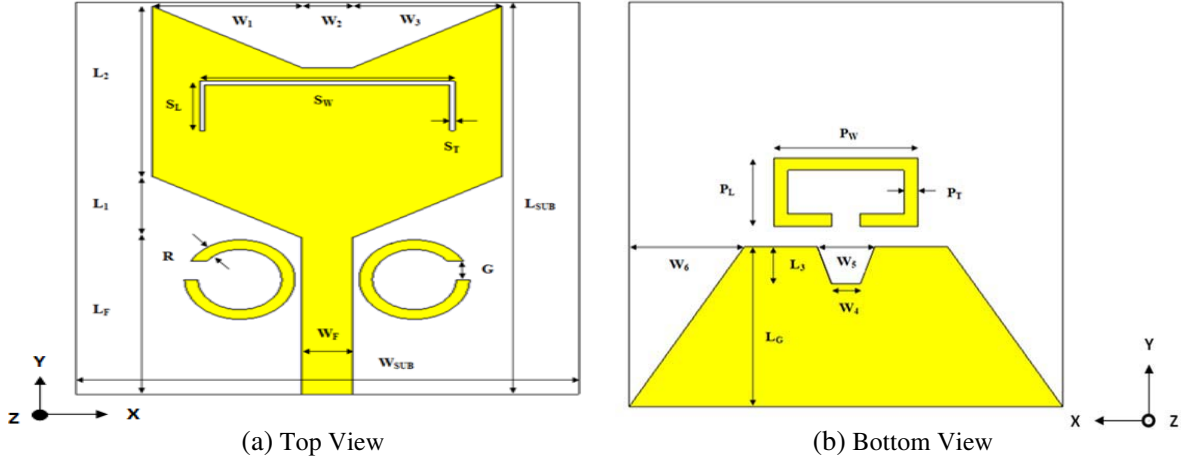 W1 W2 W3
L2
SL
SW
ST
L1
LSUB
R
G
LF
WF
WSUB
Y
Z
X
(a) Top View
PW
PL
PT
W6
L3
W5
W4
LG
Y
X
Z
(b) Bottom View